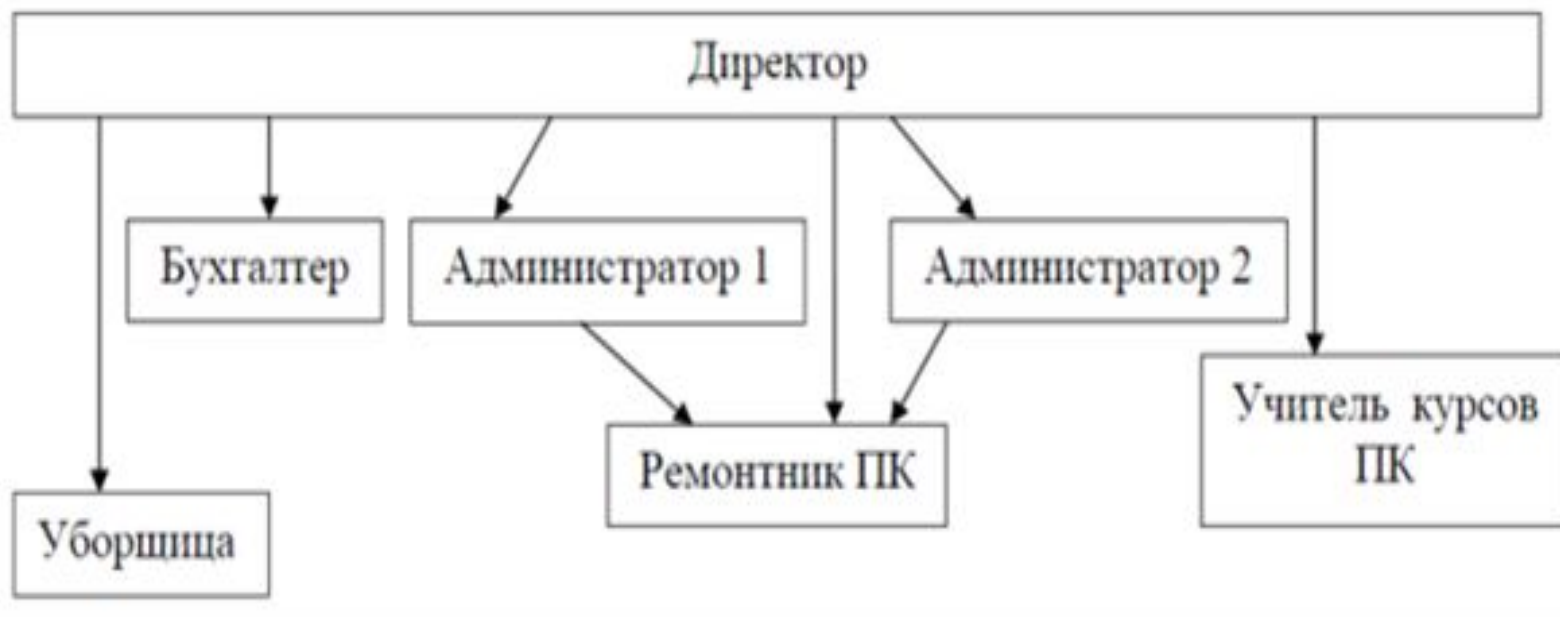 Директор
Бухгалтер
Администратор 1
Администратор 2
Учитель курсов
ПК
Ремонтник ПК
Уборщица